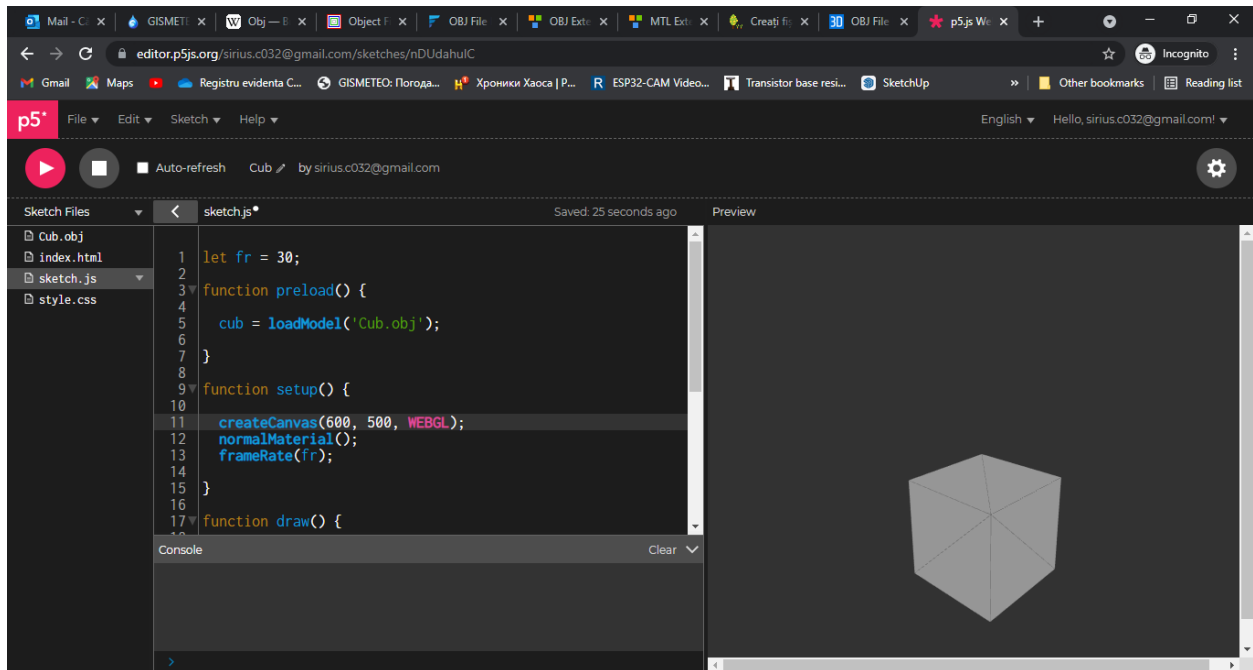 Mail - C
GISMETE
Obj — B
Object F
OBJ File
OBJ Exte
MTL Exte
Creați fi
OBJ File
p5.js We
editor.p5js.org/sirius.c032@gmail.com/sketches/nDUdahulC
Incognito
Gmail
Maps
Registru evidenta C...
GISMETEO: Погода...
Хроники Хаоса | P...
ESP32-CAM Video...
Transistor base resi...
SketchUp
»
Other bookmarks
Reading list
p5*
File
Edit
Sketch
Help
English
Hello, sirius.c032@gmail.com!
Auto-refresh
Cub
by sirius.c032@gmail.com
Sketch Files
sketch.js
Saved: 25 seconds ago
Preview
Cub.obj
index.html
sketch.js
style.css
1 let fr = 30;
2
3 function preload() {
4
5 cub = loadModel('Cub.obj');
6
7 }
8
9 function setup() {
10
11 createCanvas(600, 500, WEBGL);
12 normalMaterial();
13 frameRate(fr);
14
15 }
16
17 function draw() {
Console
Clear
>